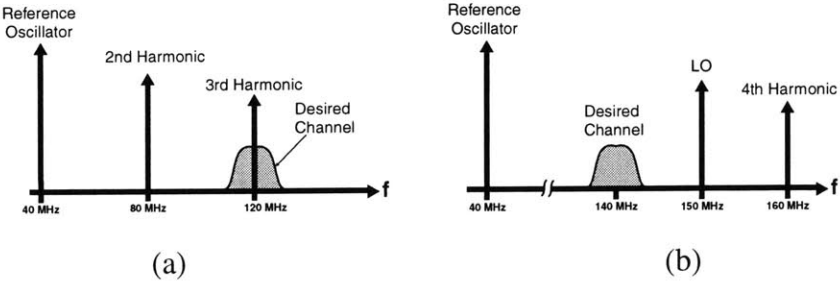 Reference
Oscillator
2nd Harmonic
3rd Harmonic
Desired
Channel
f
40 MHz
80 MHz
120 MHz
(a)
Reference
Oscillator
LO
4th Harmonic
Desired
Channel
f
40 MHz
140 MHz
150 MHz
160 MHz
(b)